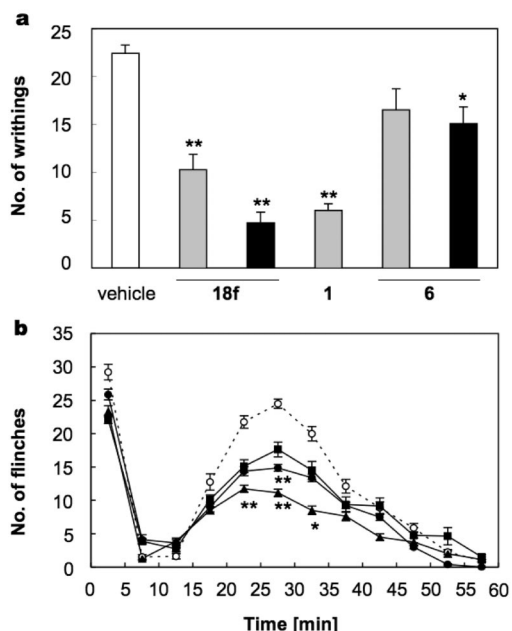 a
No. of writhings
25
20
15
10
5
0
** ** ** *
vehicle 18f 1 6
b
No. of flinches
35
30
25
20
15
10
5
0
**
** ** *
0 5 10 15 20 25 30 35 40 45 50 55 60
Time [min]